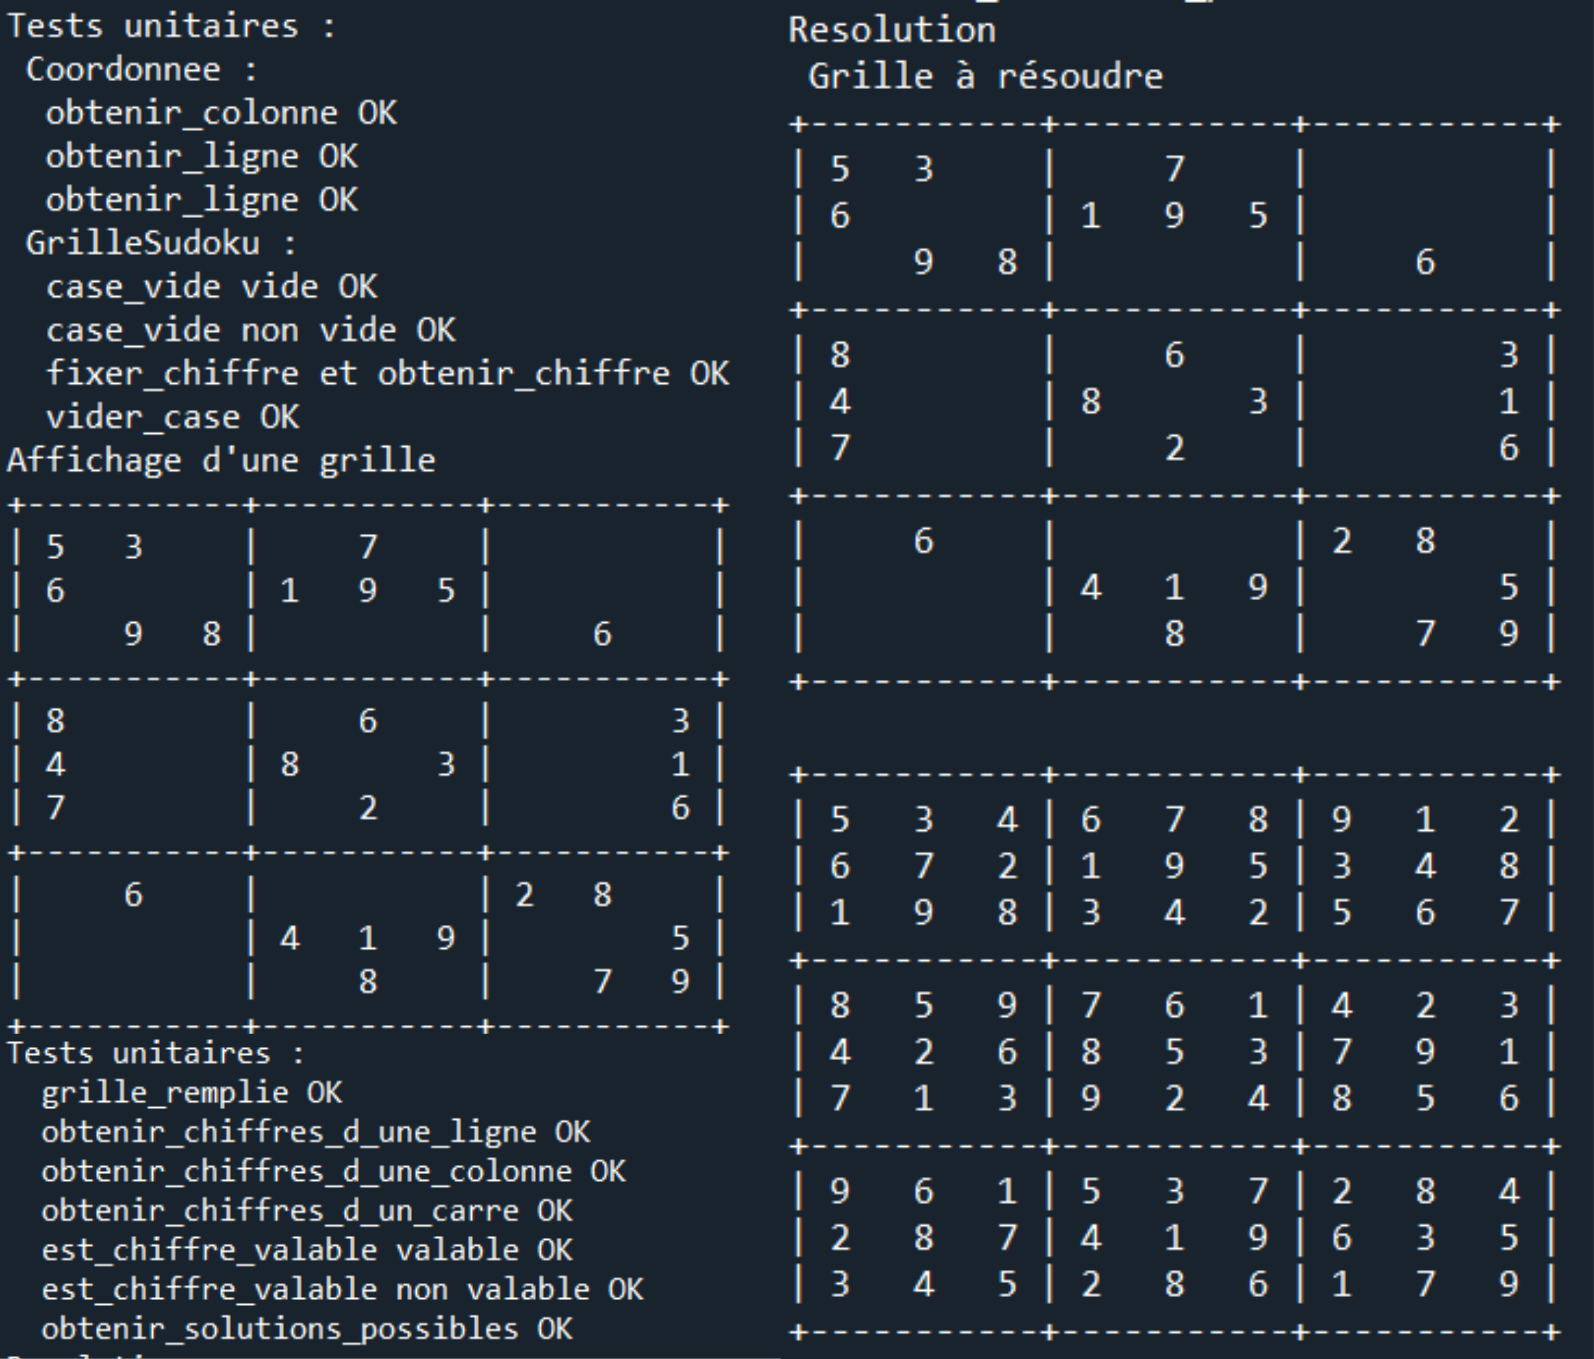 Tests unitaires :
 Coordonnee :
  obtenir_colonne OK
  obtenir_ligne OK
  obtenir_ligne OK
 GrilleSudoku :
  case_vide vide OK
  case_vide non vide OK
  fixer_chiffre et obtenir_chiffre OK
  vider_case OK
Affichage d'une grille
+-----------+-----------+-----------+
| 5   3     |     7     |           |
| 6         | 1   9   5 |           |
|     9   8 |           |     6     |
+-----------+-----------+-----------+
| 8         |     6     |         3 |
| 4         | 8       3 |         1 |
| 7         |     2     |         6 |
+-----------+-----------+-----------+
|     6     |           | 2   8     |
|           | 4   1   9 |         5 |
|           |     8     |     7   9 |
+-----------+-----------+-----------+
Tests unitaires :
  grille_remplie OK
  obtenir_chiffres_d_une_ligne OK
  obtenir_chiffres_d_une_colonne OK
  obtenir_chiffres_d_un_carre OK
  est_chiffre_valable valable OK
  est_chiffre_valable non valable OK
  obtenir_solutions_possibles OK
Resolution
 Grille à résoudre
+-----------+-----------+-----------+
| 5   3     |     7     |           |
| 6         | 1   9   5 |           |
|     9   8 |           |     6     |
+-----------+-----------+-----------+
| 8         |     6     |         3 |
| 4         | 8       3 |         1 |
| 7         |     2     |         6 |
+-----------+-----------+-----------+
|     6     |           | 2   8     |
|           | 4   1   9 |         5 |
|           |     8     |     7   9 |
+-----------+-----------+-----------+
+-----------+-----------+-----------+
| 5   3   4 | 6   7   8 | 9   1   2 |
| 6   7   2 | 1   9   5 | 3   4   8 |
| 1   9   8 | 3   4   2 | 5   6   7 |
+-----------+-----------+-----------+
| 8   5   9 | 7   6   1 | 4   2   3 |
| 4   2   6 | 8   5   3 | 7   9   1 |
| 7   1   3 | 9   2   4 | 8   5   6 |
+-----------+-----------+-----------+
| 9   6   1 | 5   3   7 | 2   8   4 |
| 2   8   7 | 4   1   9 | 6   3   5 |
| 3   4   5 | 2   8   6 | 1   7   9 |
+-----------+-----------+-----------+